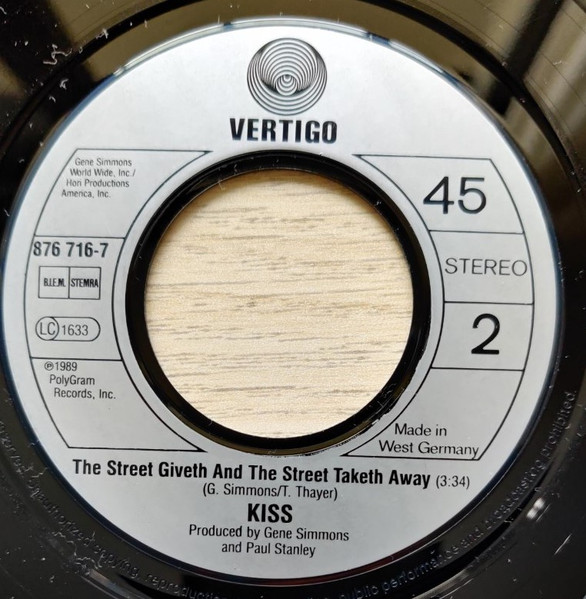 VERTIGO
Gene Simmons
World Wide, Inc./
Hori Productions
America, Inc.
45
876 716-7
STEREO
B.I.E.M. STEMRA
LC 1633
2
℗1989
PolyGram
Records, Inc.
Made in
West Germany
The Street Giveth And The Street Taketh Away (3:34)
(G. Simmons/T. Thayer)
KISS
Produced by Gene Simmons
and Paul Stanley